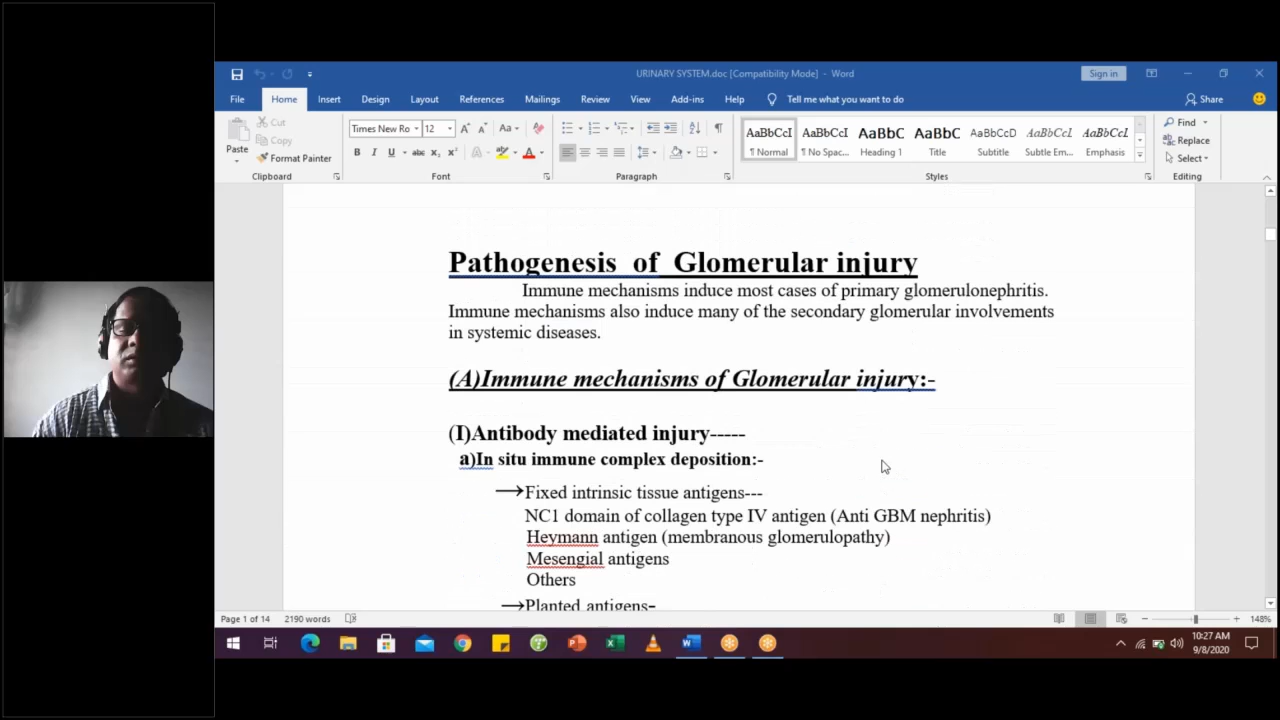 URINARY SYSTEM.doc [Compatibility Mode] - Word
Sign in
File Home Insert Design Layout References Mailings Review View Add-ins Help Tell me what you want to do Share
Cut
Copy
Paste
Format Painter
Times New Ro 12
AaBbCcI AaBbCcI AaBbC AaBbC AaBbCcD AaBbCcI AaBbCcI
¶ Normal ¶ No Spac... Heading 1 Title Subtitle Subtle Em... Emphasis
Find
Replace
Select
Clipboard Font Paragraph Styles Editing
Pathogenesis of Glomerular injury
Immune mechanisms induce most cases of primary glomerulonephritis.
Immune mechanisms also induce many of the secondary glomerular involvements
in systemic diseases.
(A)Immune mechanisms of Glomerular injury:-
(I)Antibody mediated injury-----
a)In situ immune complex deposition:-
→Fixed intrinsic tissue antigens---
NC1 domain of collagen type IV antigen (Anti GBM nephritis)
Heymann antigen (membranous glomerulopathy)
Mesengial antigens
Others
→Planted antigens-
Page 1 of 14 2190 words 148%
10:27 AM
9/8/2020